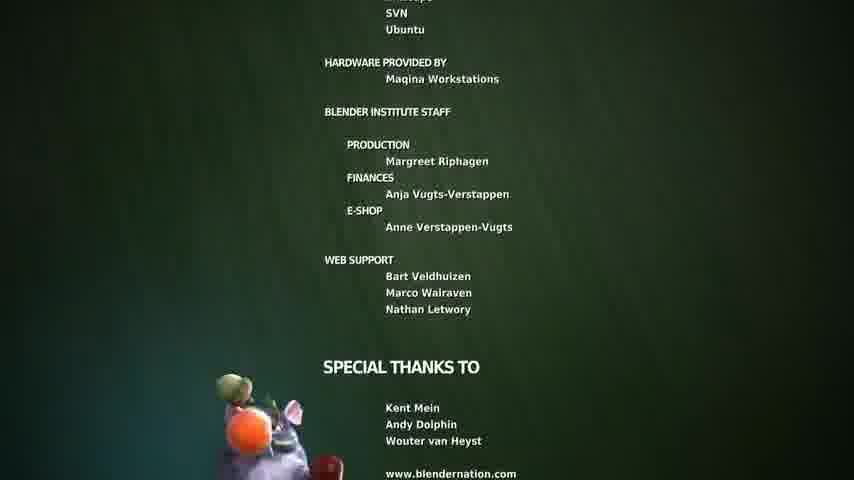 SVN
Ubuntu
HARDWARE PROVIDED BY
Maqina Workstations
BLENDER INSTITUTE STAFF
PRODUCTION
Margreet Riphagen
FINANCES
Anja Vugts-Verstappen
E-SHOP
Anne Verstappen-Vugts
WEB SUPPORT
Bart Veldhuizen
Marco Walraven
Nathan Letwory
SPECIAL THANKS TO
Kent Mein
Andy Dolphin
Wouter van Heyst
www.blendernation.com